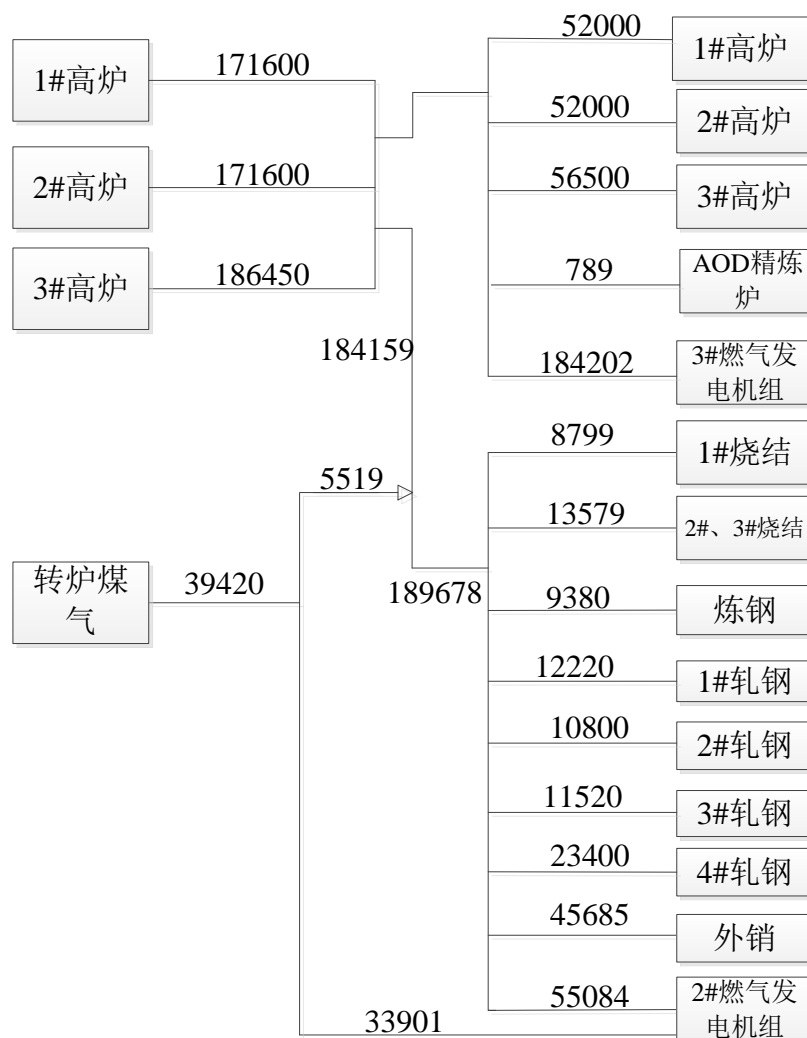 52000
1#高炉
1#高炉
171600
52000
2#高炉
2#高炉
171600
56500
3#高炉
3#高炉
186450
789
AOD精炼
炉
184159
184202
3#燃气发
电机组
8799
1#烧结
5519
13579
2#、3#烧结
转炉煤
气
39420
189678
9380
炼钢
12220
1#轧钢
10800
2#轧钢
11520
3#轧钢
23400
4#轧钢
45685
外销
55084
2#燃气发
电机组
33901